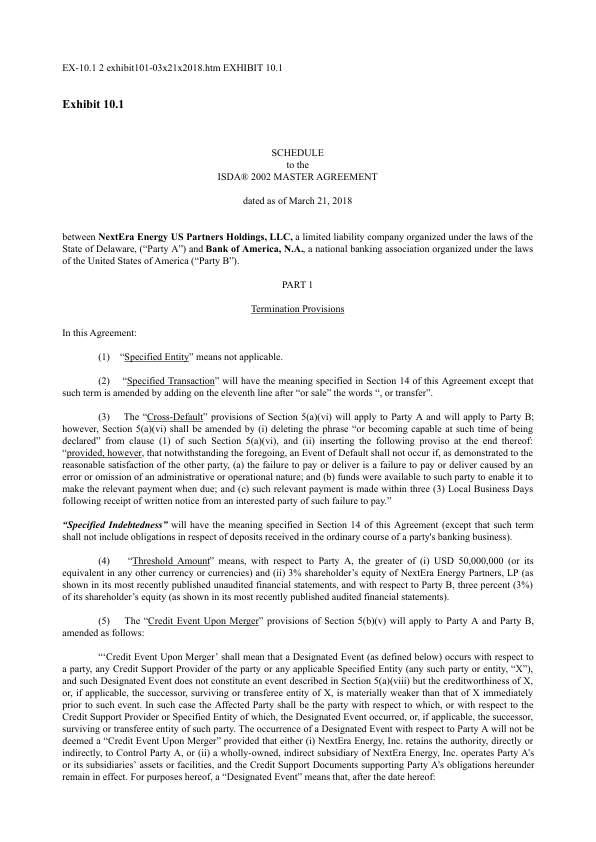 EX-10.1 2 exhibit101-03x21x2018.htm EXHIBIT 10.1
Exhibit 10.1
SCHEDULE
to the
ISDA® 2002 MASTER AGREEMENT
dated as of March 21, 2018
between NextEra Energy US Partners Holdings, LLC, a limited liability company organized under the laws of the
State of Delaware, (“Party A”) and Bank of America, N.A., a national banking association organized under the laws
of the United States of America (“Party B”).
PART 1
Termination Provisions
In this Agreement:
(1) “Specified Entity” means not applicable.
(2) “Specified Transaction” will have the meaning specified in Section 14 of this Agreement except that
such term is amended by adding on the eleventh line after “or sale” the words “, or transfer”.
(3) The “Cross-Default” provisions of Section 5(a)(vi) will apply to Party A and will apply to Party B;
however, Section 5(a)(vi) shall be amended by (i) deleting the phrase “or becoming capable at such time of being
declared” from clause (1) of such Section 5(a)(vi), and (ii) inserting the following proviso at the end thereof:
“provided, however, that notwithstanding the foregoing, an Event of Default shall not occur if, as demonstrated to the
reasonable satisfaction of the other party, (a) the failure to pay or deliver is a failure to pay or deliver caused by an
error or omission of an administrative or operational nature; and (b) funds were available to such party to enable it to
make the relevant payment when due; and (c) such relevant payment is made within three (3) Local Business Days
following receipt of written notice from an interested party of such failure to pay.”
“Specified Indebtedness” will have the meaning specified in Section 14 of this Agreement (except that such term
shall not include obligations in respect of deposits received in the ordinary course of a party's banking business).
(4) “Threshold Amount” means, with respect to Party A, the greater of (i) USD 50,000,000 (or its
equivalent in any other currency or currencies) and (ii) 3% shareholder’s equity of NextEra Energy Partners, LP (as
shown in its most recently published unaudited financial statements, and with respect to Party B, three percent (3%)
of its shareholder’s equity (as shown in its most recently published audited financial statements).
(5) The “Credit Event Upon Merger” provisions of Section 5(b)(v) will apply to Party A and Party B,
amended as follows:
“‘Credit Event Upon Merger’ shall mean that a Designated Event (as defined below) occurs with respect to
a party, any Credit Support Provider of the party or any applicable Specified Entity (any such party or entity, “X”),
and such Designated Event does not constitute an event described in Section 5(a)(viii) but the creditworthiness of X,
or, if applicable, the successor, surviving or transferee entity of X, is materially weaker than that of X immediately
prior to such event. In such case the Affected Party shall be the party with respect to which, or with respect to the
Credit Support Provider or Specified Entity of which, the Designated Event occurred, or, if applicable, the successor,
surviving or transferee entity of such party. The occurrence of a Designated Event with respect to Party A will not be
deemed a “Credit Event Upon Merger” provided that either (i) NextEra Energy, Inc. retains the authority, directly or
indirectly, to Control Party A, or (ii) a wholly-owned, indirect subsidiary of NextEra Energy, Inc. operates Party A’s
or its subsidiaries’ assets or facilities, and the Credit Support Documents supporting Party A’s obligations hereunder
remain in effect. For purposes hereof, a “Designated Event” means that, after the date hereof: